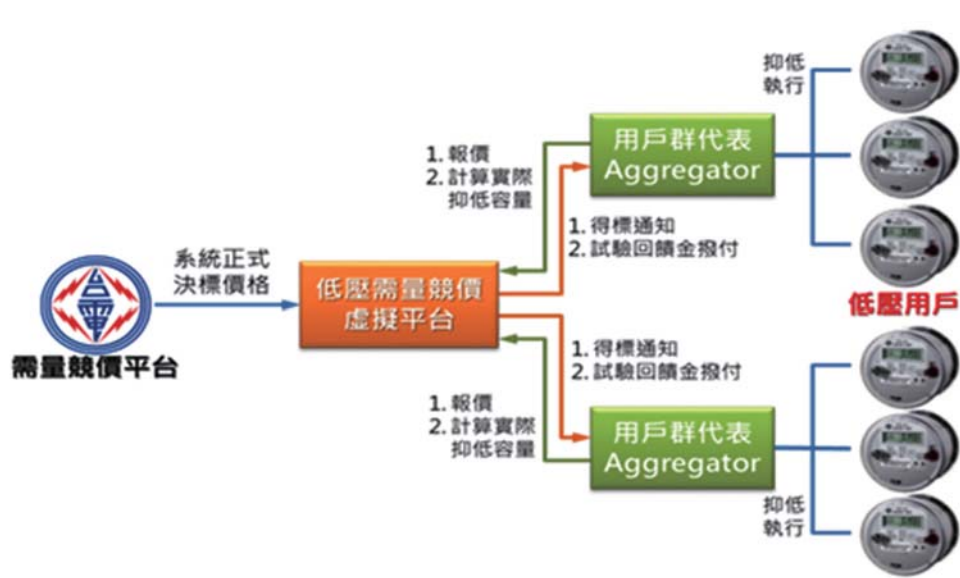 抑低
執行
用戶群代表
Aggregator
1. 報價
2. 計算實際
抑低容量
1. 得標通知
2. 試驗回饋金撥付
系統正式
決標價格
台電
需量競價平台
低壓需量競價
虛擬平台
低壓用戶
1. 得標通知
2. 試驗回饋金撥付
1. 報價
2. 計算實際
抑低容量
用戶群代表
Aggregator
抑低
執行